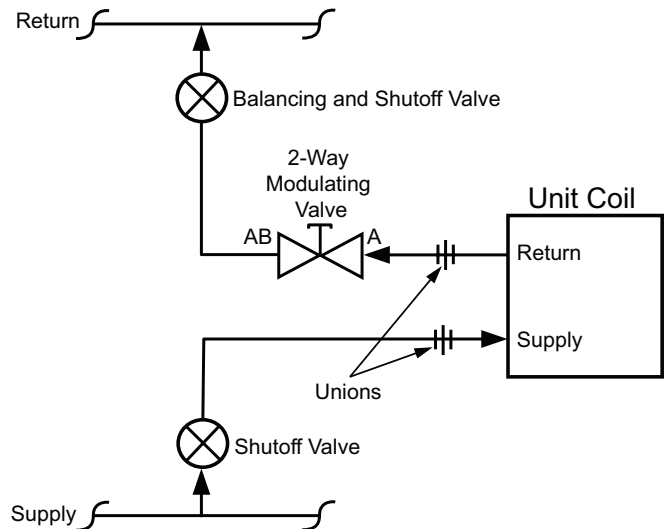 Return
Balancing and Shutoff Valve
2-Way
Modulating
Valve
Unit Coil
AB
A
Return
Supply
Unions
Shutoff Valve
Supply